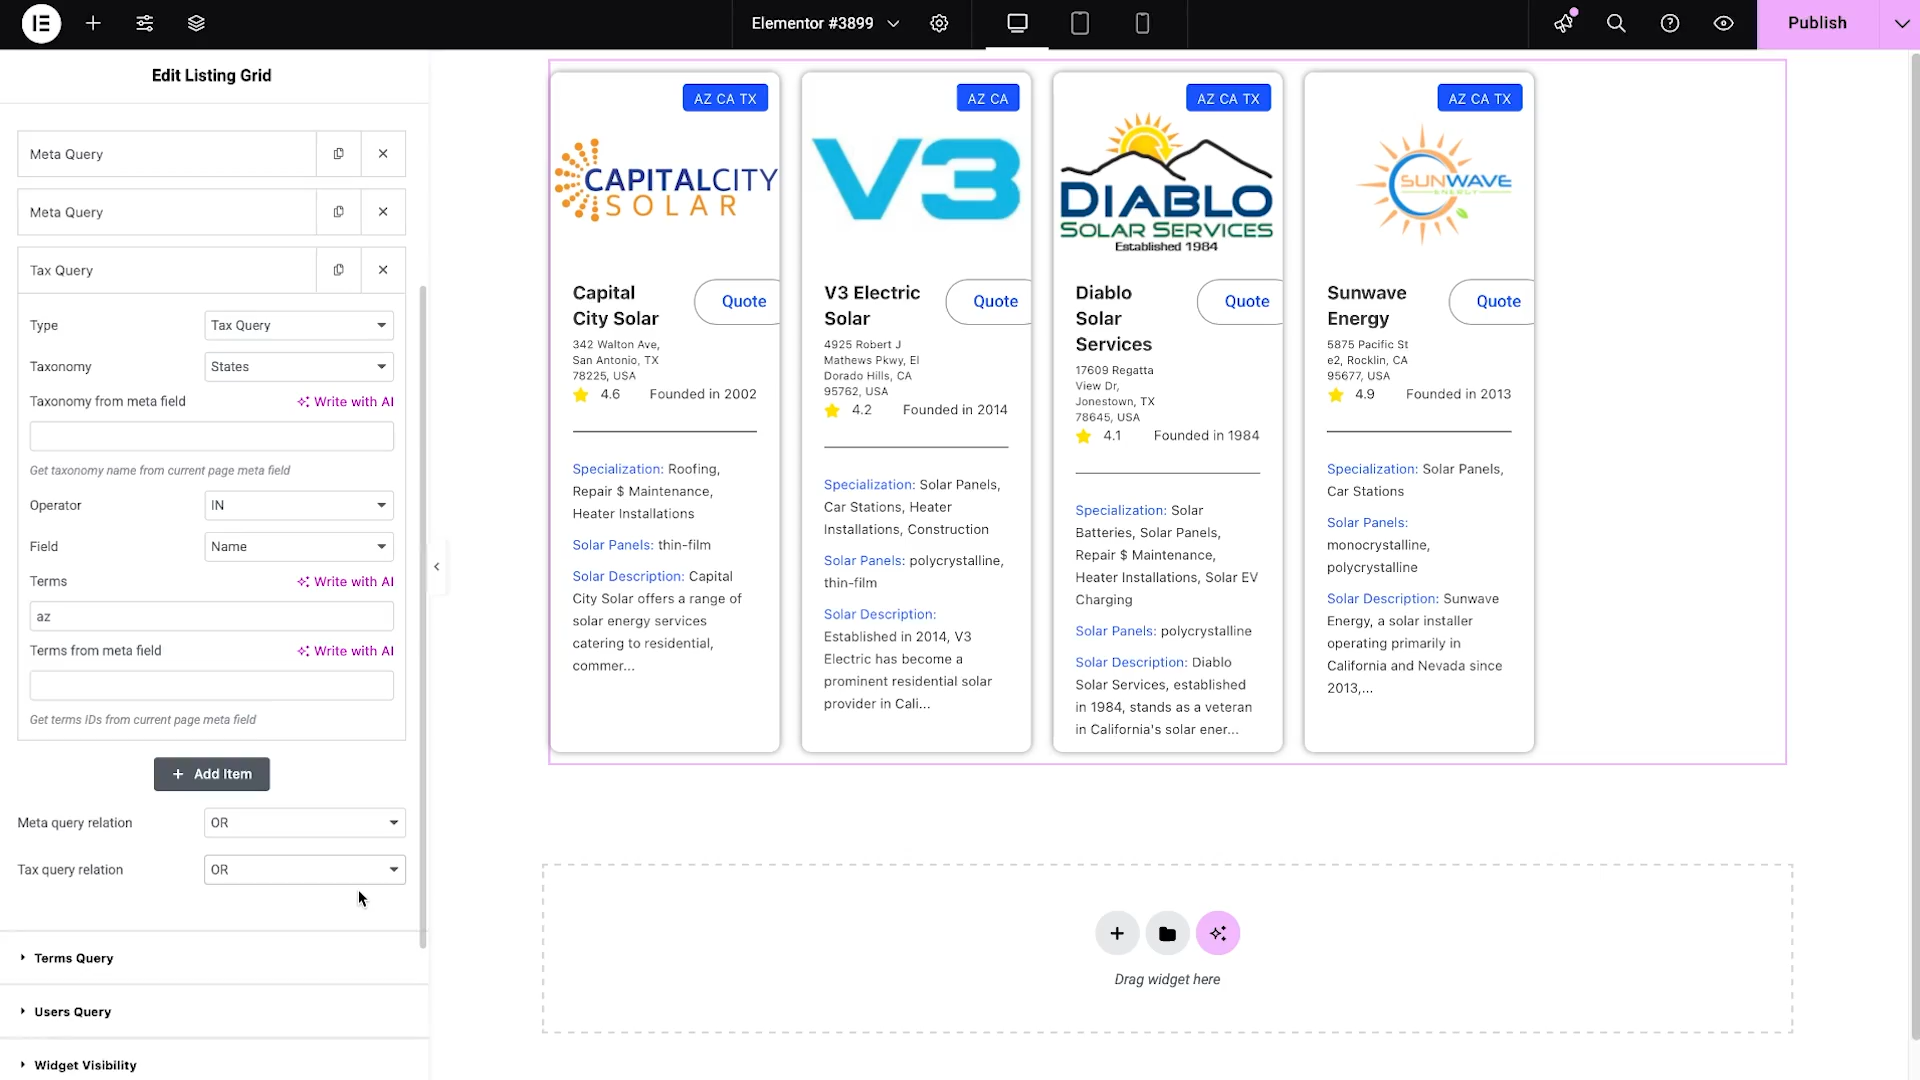 Elementor #3899
Publish
Edit Listing Grid
Meta Query
Meta Query
Tax Query
Type
Tax Query
Taxonomy
States
Taxonomy from meta field
Write with AI
Get taxonomy name from current page meta field
Operator
IN
Field
Name
Terms
Write with AI
az
Terms from meta field
Write with AI
Get terms IDs from current page meta field
+ Add Item
Meta query relation
OR
Tax query relation
OR
Terms Query
Users Query
Widget Visibility
AZ CA TX
CAPITALCITY
SOLAR
Capital
City Solar
Quote
342 Walton Ave,
San Antonio, TX
78225, USA
4.6
Founded in 2002
Specialization: Roofing,
Repair $ Maintenance,
Heater Installations
Solar Panels: thin-film
Solar Description: Capital
City Solar offers a range of
solar energy services
catering to residential,
commer...
AZ CA
V3
V3 Electric
Solar
Quote
4925 Robert J
Mathews Pkwy, El
Dorado Hills, CA
95762, USA
4.2
Founded in 2014
Specialization: Solar Panels,
Car Stations, Heater
Installations, Construction
Solar Panels: polycrystalline,
thin-film
Solar Description:
Established in 2014, V3
Electric has become a
prominent residential solar
provider in Cali...
AZ CA TX
DIABLO
SOLAR SERVICES
Established 1984
Diablo
Solar
Services
Quote
17609 Regatta
View Dr,
Jonestown, TX
78645, USA
4.1
Founded in 1984
Specialization: Solar
Batteries, Solar Panels,
Repair $ Maintenance,
Heater Installations, Solar EV
Charging
Solar Panels: polycrystalline
Solar Description: Diablo
Solar Services, established
in 1984, stands as a veteran
in California's solar ener...
AZ CA TX
SUNWAVE
ENERGY
Sunwave
Energy
Quote
5875 Pacific St
e2, Rocklin, CA
95677, USA
4.9
Founded in 2013
Specialization: Solar Panels,
Car Stations
Solar Panels:
monocrystalline,
polycrystalline
Solar Description: Sunwave
Energy, a solar installer
operating primarily in
California and Nevada since
2013,...
Drag widget here